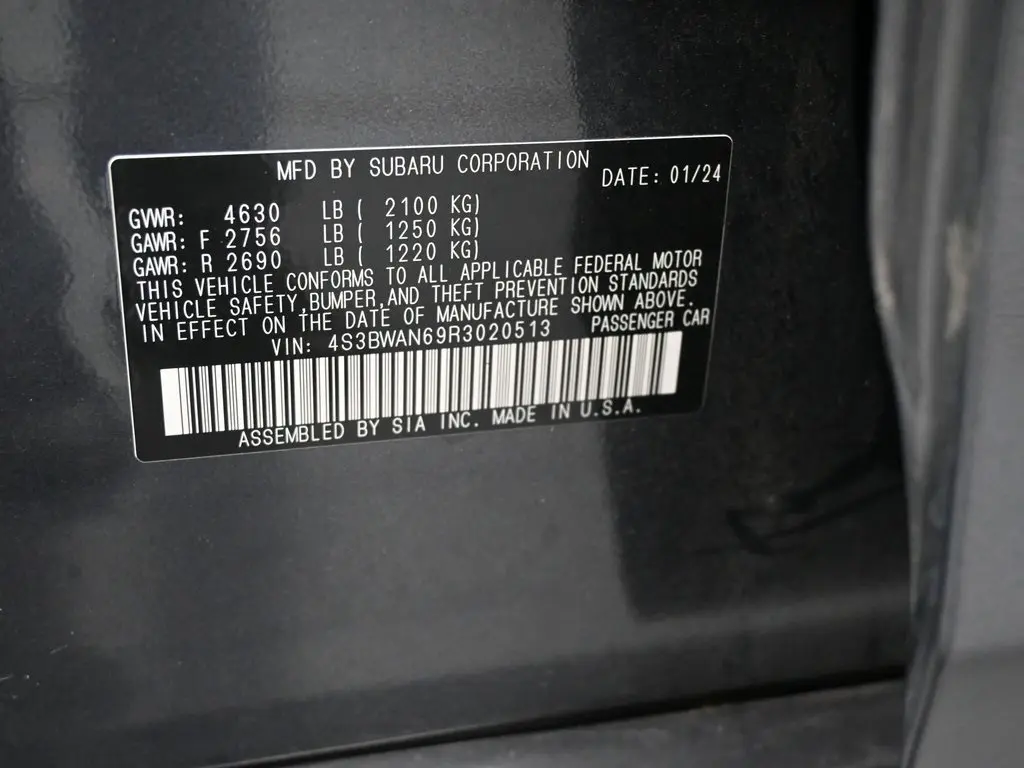 MFD BY SUBARU CORPORATION
DATE: 01/24
GVWR: 4630 LB ( 2100 KG)
GAWR: F 2756 LB ( 1250 KG)
GAWR: R 2690 LB ( 1220 KG)
THIS VEHICLE CONFORMS TO ALL APPLICABLE FEDERAL MOTOR
VEHICLE SAFETY,BUMPER,AND THEFT PREVENTION STANDARDS
IN EFFECT ON THE DATE OF MANUFACTURE SHOWN ABOVE.
VIN: 4S3BWAN69R3020513 PASSENGER CAR
ASSEMBLED BY SIA INC. MADE IN U.S.A.